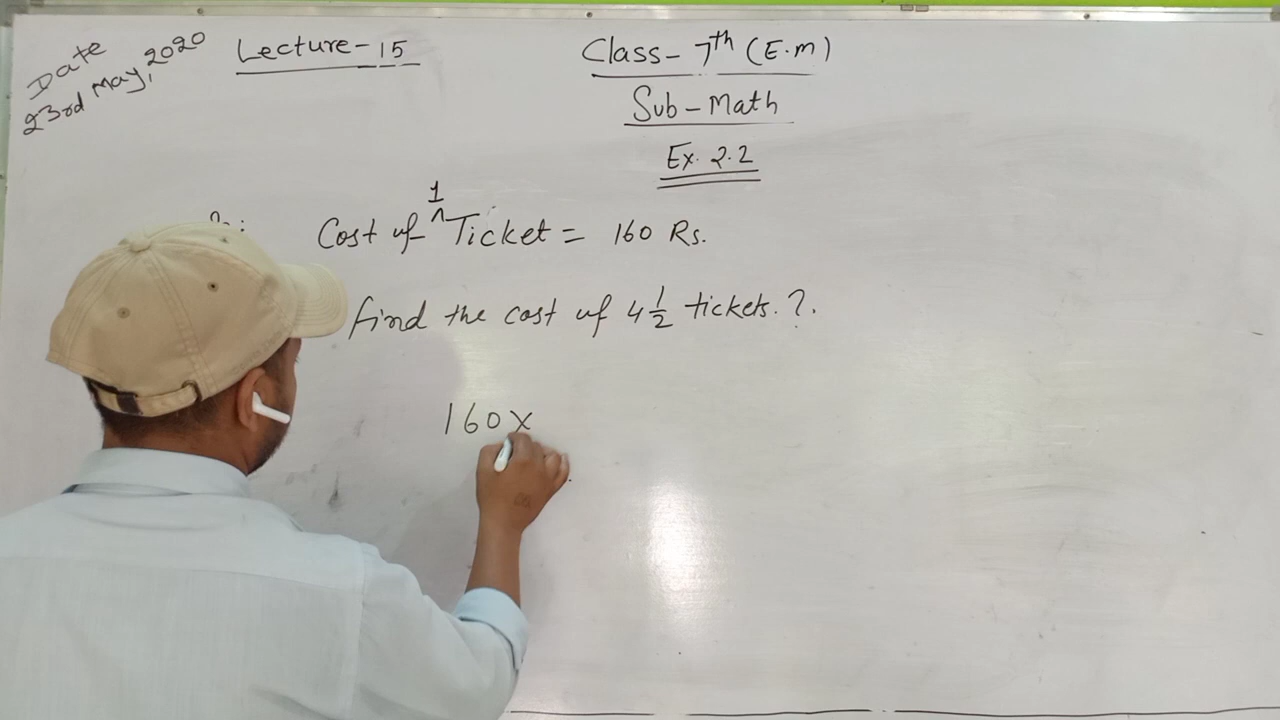 Date
23rd May, 2020
Lecture-15
Class-7th (E.m)
Sub-Math
Ex. 2.2
1
Cost of ^ Ticket = 160 Rs.
find the cost of 4 1/2 tickets.?.
160 x